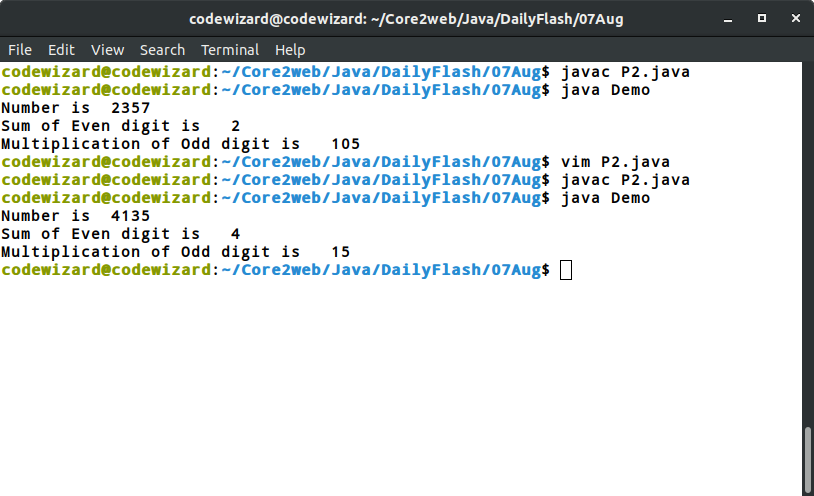 codewizard@codewizard: ~/Core2web/Java/DailyFlash/07Aug
File Edit View Search Terminal Help
codewizard@codewizard:~/Core2web/Java/DailyFlash/07Aug$ javac P2.java
codewizard@codewizard:~/Core2web/Java/DailyFlash/07Aug$ java Demo
Number is  2357
Sum of Even digit is   2
Multiplication of Odd digit is   105
codewizard@codewizard:~/Core2web/Java/DailyFlash/07Aug$ vim P2.java
codewizard@codewizard:~/Core2web/Java/DailyFlash/07Aug$ javac P2.java
codewizard@codewizard:~/Core2web/Java/DailyFlash/07Aug$ java Demo
Number is  4135
Sum of Even digit is   4
Multiplication of Odd digit is   15
codewizard@codewizard:~/Core2web/Java/DailyFlash/07Aug$